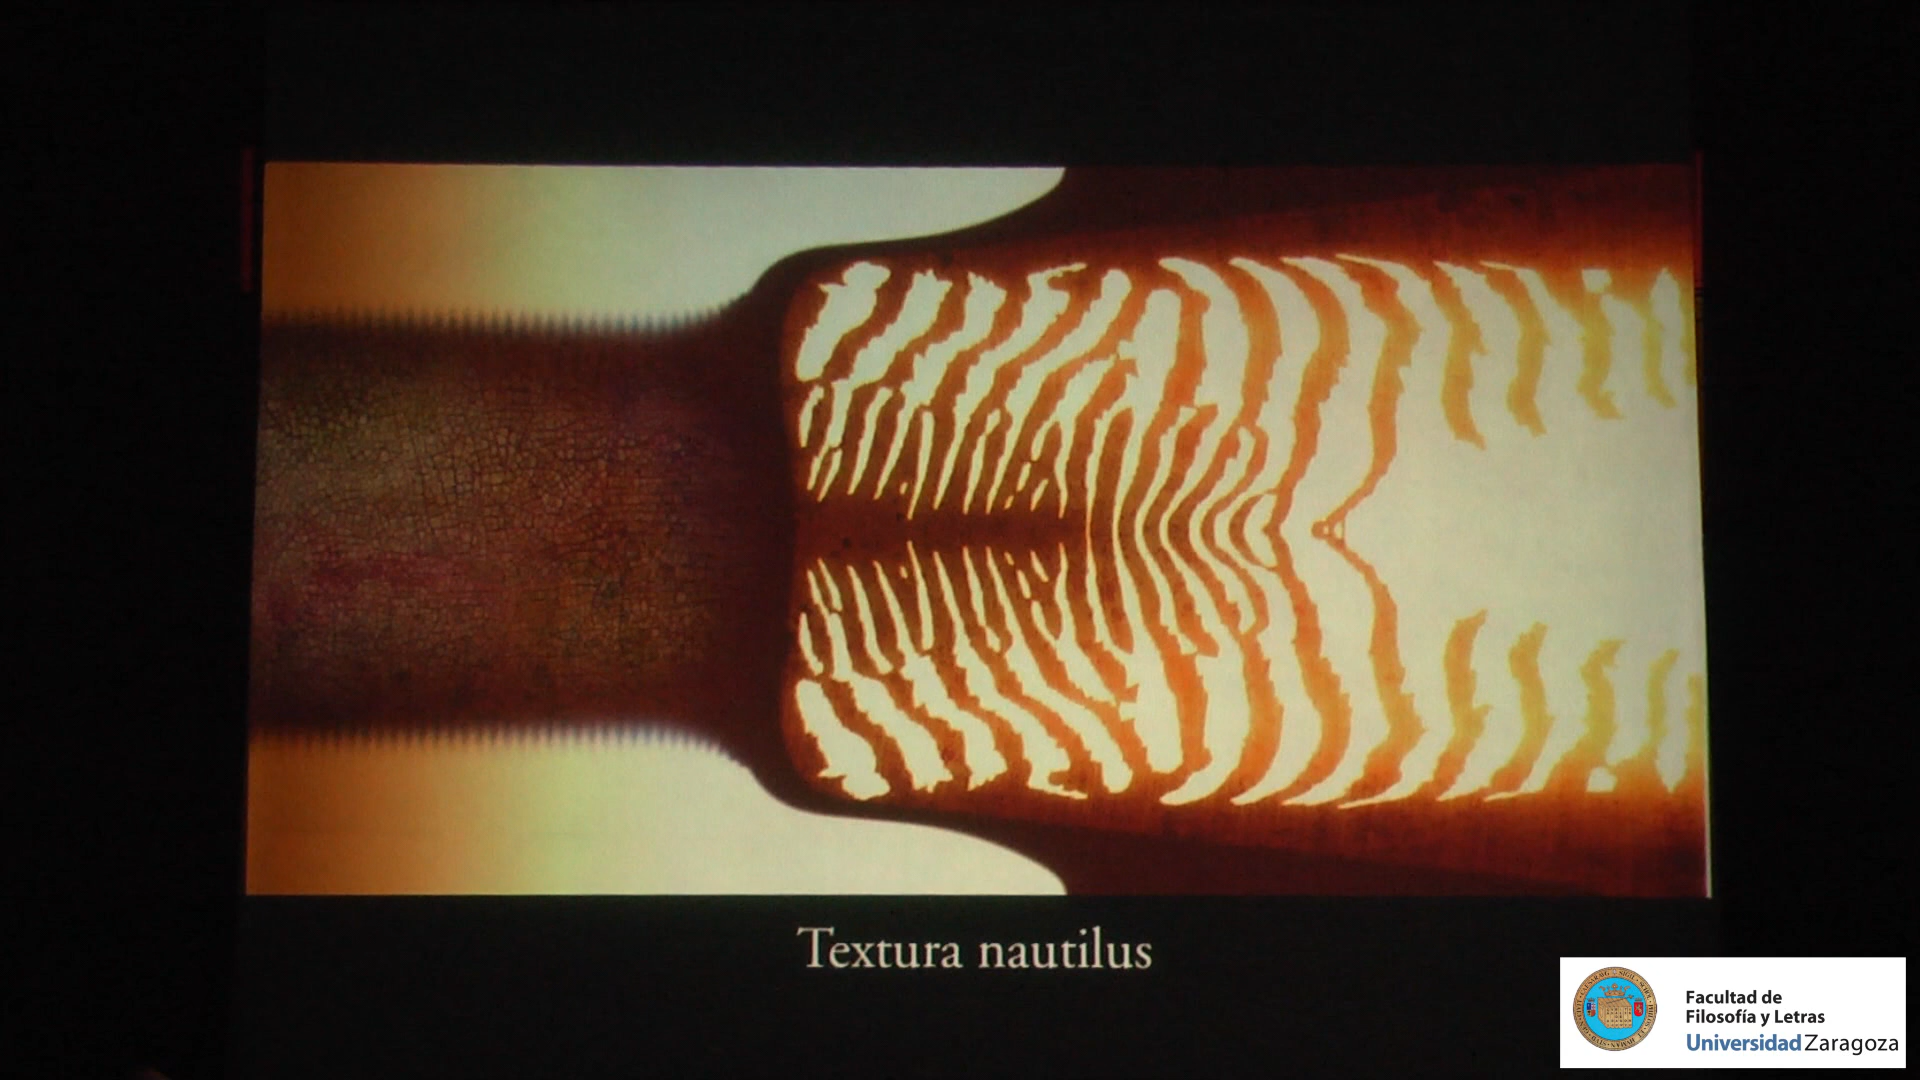 Textura nautilus
Facultad de
Filosofía y Letras
Universidad Zaragoza